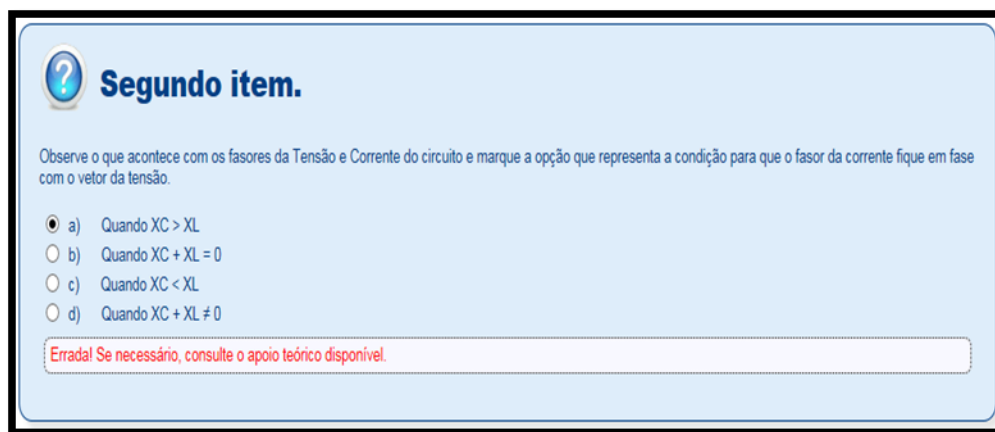 Segundo item.
Observe o que acontece com os fasores da Tensão e Corrente do circuito e marque a opção que representa a condição para que o fasor da corrente fique em fase
com o vetor da tensão.
a) Quando XC > XL
b) Quando XC + XL = 0
c) Quando XC < XL
d) Quando XC + XL ≠ 0
Errada! Se necessário, consulte o apoio teórico disponível.